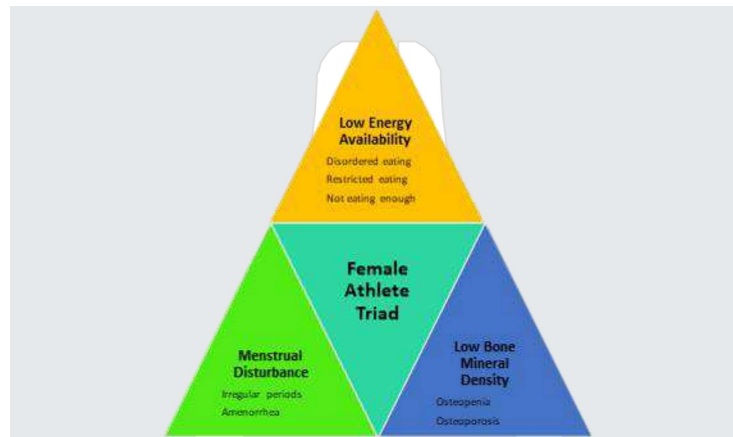 Low Energy
Availability
Disordered eating
Restricted eating
Not eating enough
Female
Athlete
Triad
Menstrual
Disturbance
Irregular periods
Amenorrhea
Low Bone
Mineral
Density
Osteopenia
Osteoporosis